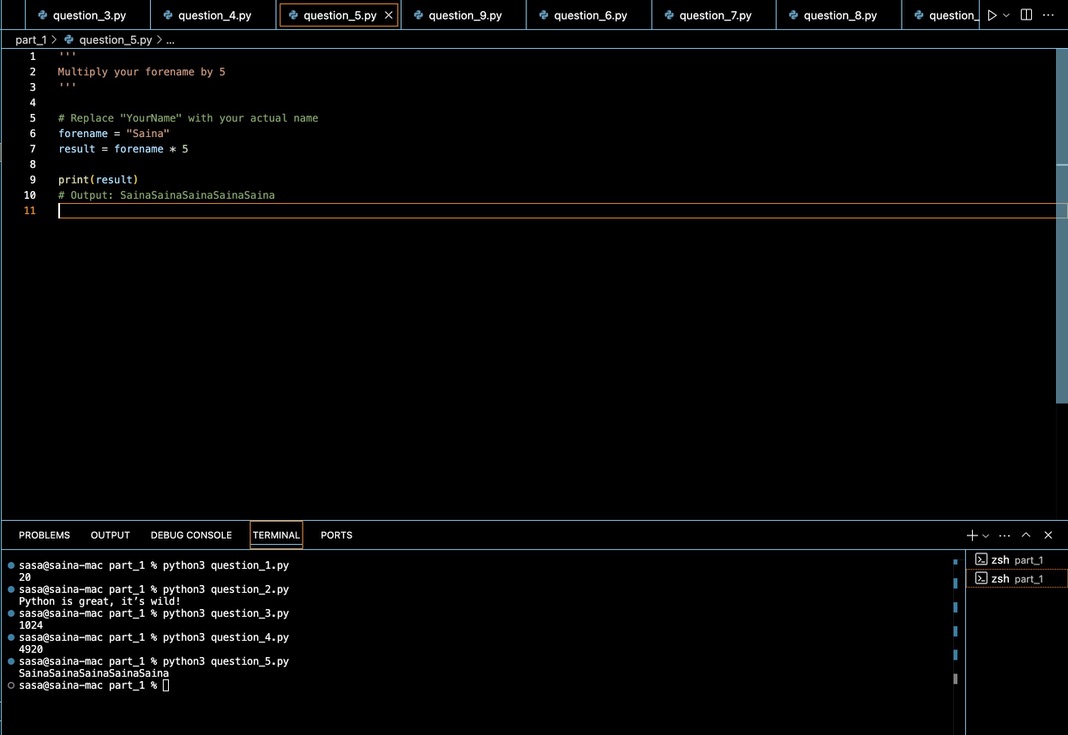 question_3.py question_4.py question_5.py question_9.py question_6.py question_7.py question_8.py question_
part_1 > question_5.py > ...
1 '''
2 Multiply your forename by 5
3 '''
4
5 # Replace "YourName" with your actual name
6 forename = "Saina"
7 result = forename * 5
8
9 print(result)
10 # Output: SainaSainaSainaSainaSaina
11
PROBLEMS OUTPUT DEBUG CONSOLE TERMINAL PORTS
sasa@saina-mac part_1 % python3 question_1.py
20
sasa@saina-mac part_1 % python3 question_2.py
Python is great, it’s wild!
sasa@saina-mac part_1 % python3 question_3.py
1024
sasa@saina-mac part_1 % python3 question_4.py
4920
sasa@saina-mac part_1 % python3 question_5.py
SainaSainaSainaSainaSaina
sasa@saina-mac part_1 %
zsh part_1
zsh part_1